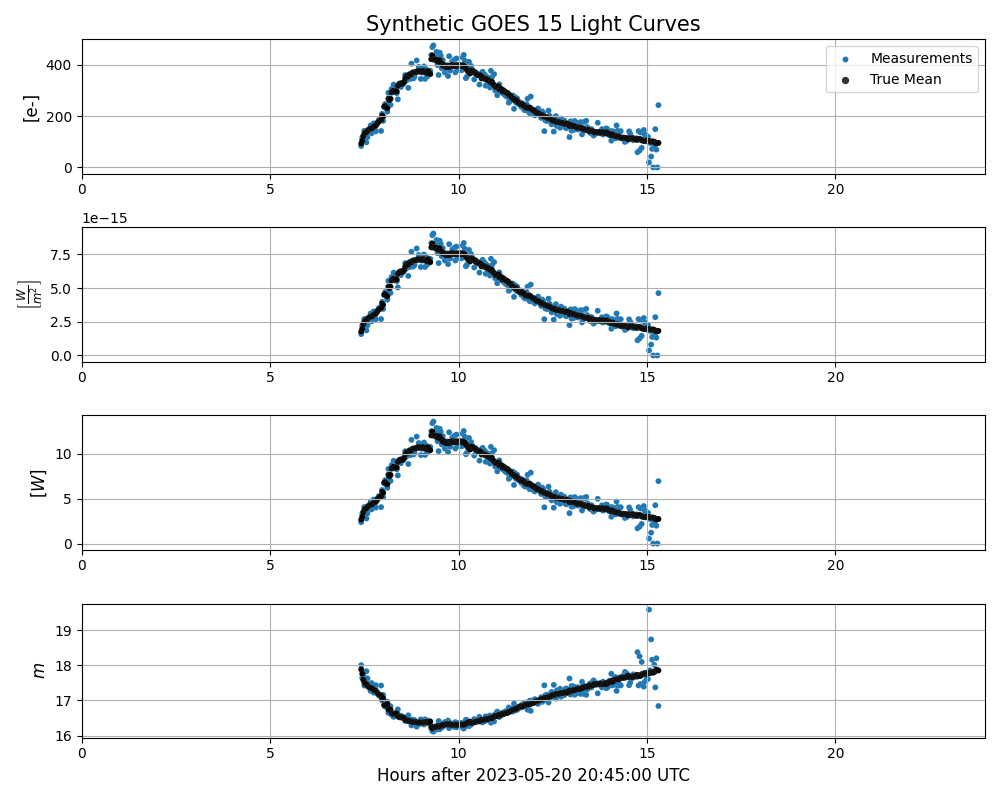 Synthetic GOES 15 Light Curves
[e-]
400
200
0
Measurements
True Mean
0 5 10 15 20
1e−15
[W/m²]
7.5
5.0
2.5
0.0
0 5 10 15 20
[W]
10
5
0
0 5 10 15 20
m
19
18
17
16
0 5 10 15 20
Hours after 2023-05-20 20:45:00 UTC